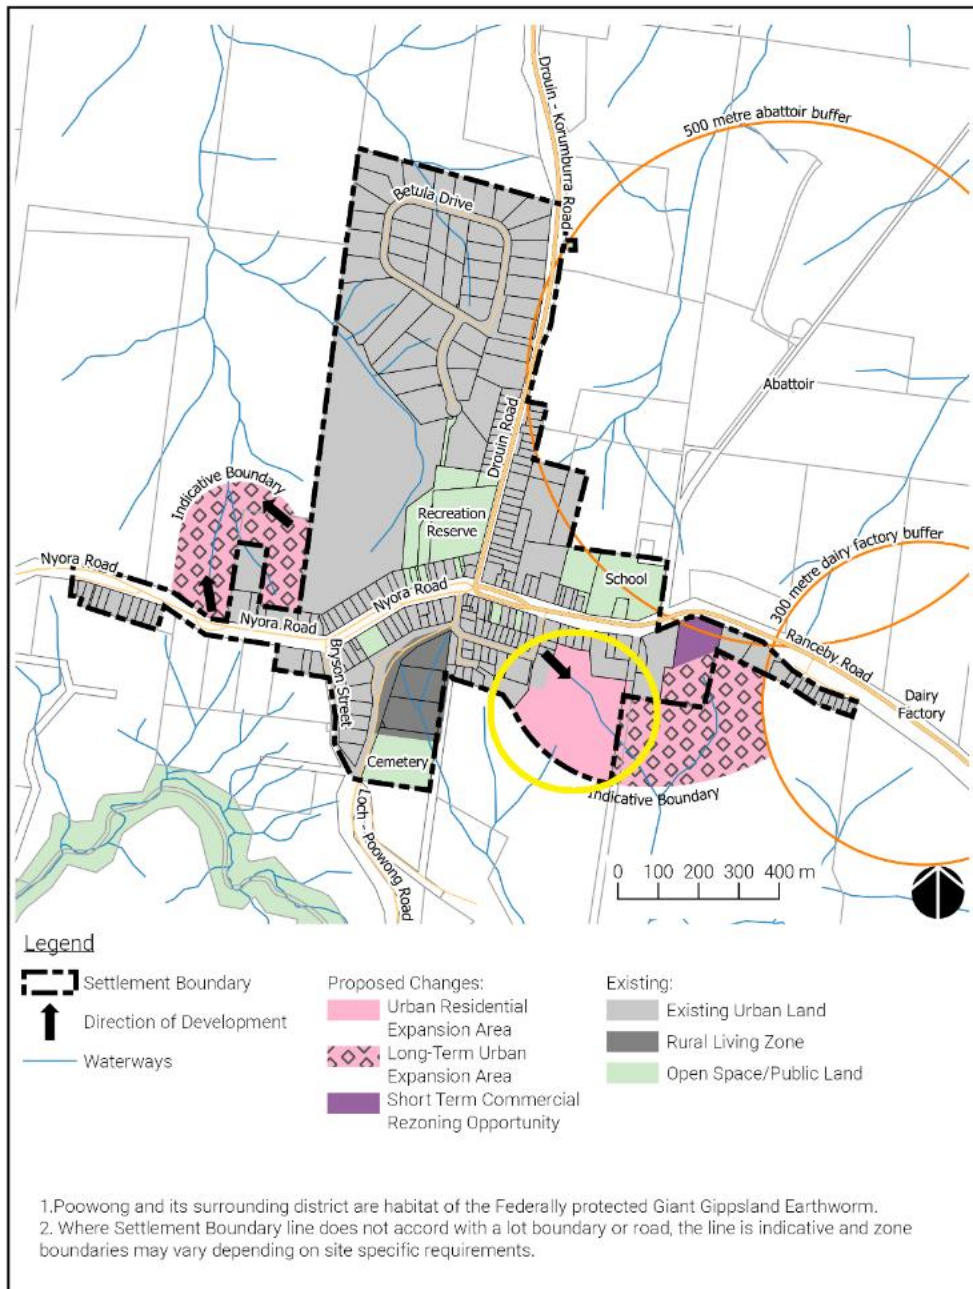 500 metre abattoir buffer
Drouin - Korumburra Road
Betula Drive
Abattoir
Drouin Road
Indicative Boundary
Recreation
Reserve
300 metre dairy factory buffer
Nyora Road
School
Nyora Road
Nyora Road
Ranceby Road
Bryson Street
Dairy
Factory
Cemetery
Indicative Boundary
Loch - Poowong Road
0 100 200 300 400 m
Legend
Settlement Boundary
Direction of Development
Waterways
Proposed Changes:
Urban Residential
Expansion Area
Long-Term Urban
Expansion Area
Short Term Commercial
Rezoning Opportunity
Existing:
Existing Urban Land
Rural Living Zone
Open Space/Public Land
1.Poowong and its surrounding district are habitat of the Federally protected Giant Gippsland Earthworm.
2. Where Settlement Boundary line does not accord with a lot boundary or road, the line is indicative and zone
boundaries may vary depending on site specific requirements.